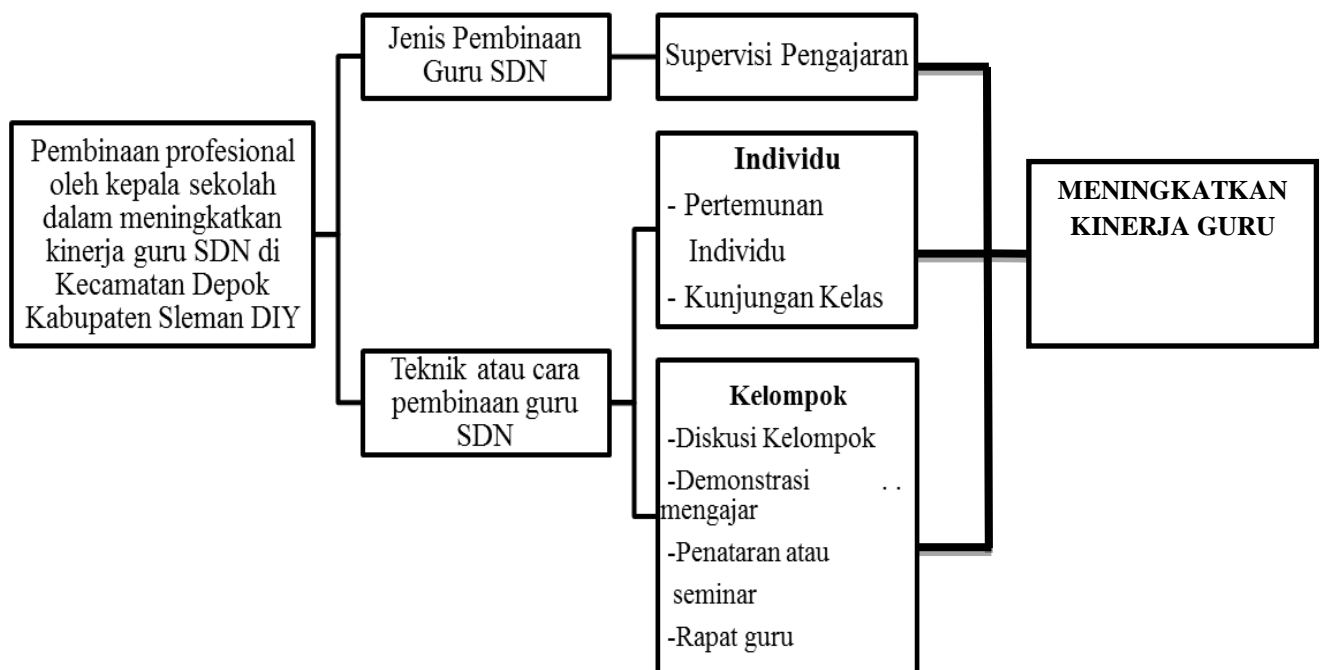 Pembinaan profesional
oleh kepala sekolah
dalam meningkatkan
kinerja guru SDN di
Kecamatan Depok
Kabupaten Sleman DIY
Jenis Pembinaan
Guru SDN
Supervisi Pengajaran
Teknik atau cara
pembinaan guru
SDN
Individu
- Pertemunan
Individu
- Kunjungan Kelas
Kelompok
-Diskusi Kelompok
-Demonstrasi . .
mengajar
-Penataran atau
seminar
-Rapat guru
MENINGKATKAN
KINERJA GURU